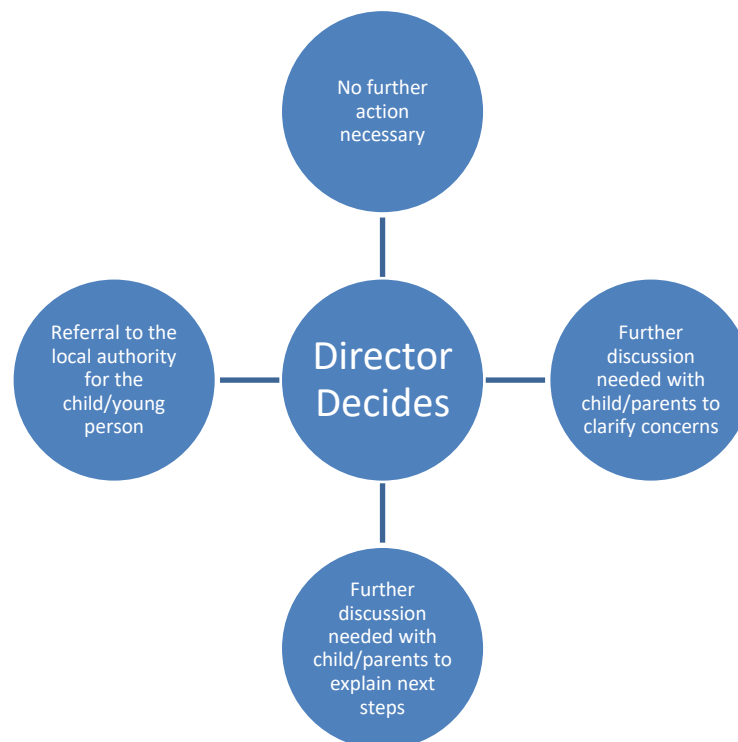 No further
action
necessary
Referral to the
local authority
for the
child/young
person
Director
Decides
Further
discussion
needed with
child/parents to
clarify concerns
Further
discussion
needed with
child/parents to
explain next
steps